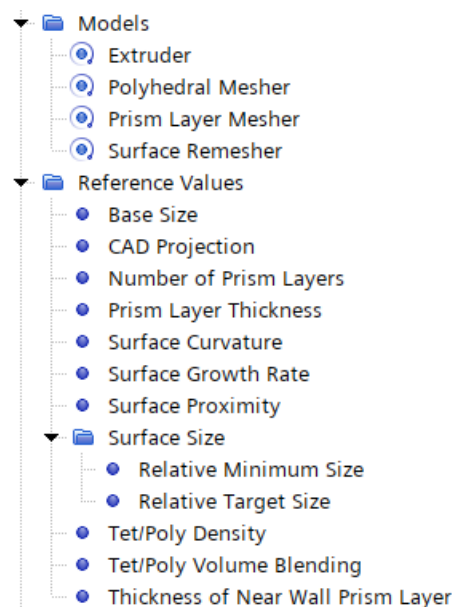 Models
Extruder
Polyhedral Mesher
Prism Layer Mesher
Surface Remesher
Reference Values
Base Size
CAD Projection
Number of Prism Layers
Prism Layer Thickness
Surface Curvature
Surface Growth Rate
Surface Proximity
Surface Size
Relative Minimum Size
Relative Target Size
Tet/Poly Density
Tet/Poly Volume Blending
Thickness of Near Wall Prism Layer